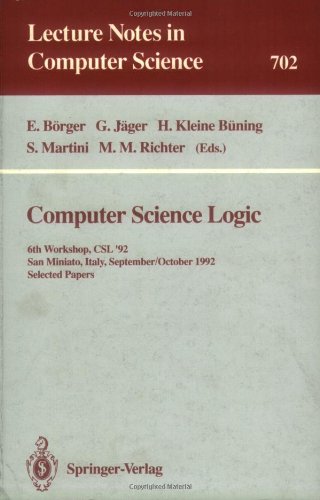 Lecture Notes in
Computer Science 702
E. Börger G. Jäger H. Kleine Büning
S. Martini M. M. Richter (Eds.)
Computer Science Logic
6th Workshop, CSL '92
San Miniato, Italy, September/October 1992
Selected Papers
Springer-Verlag